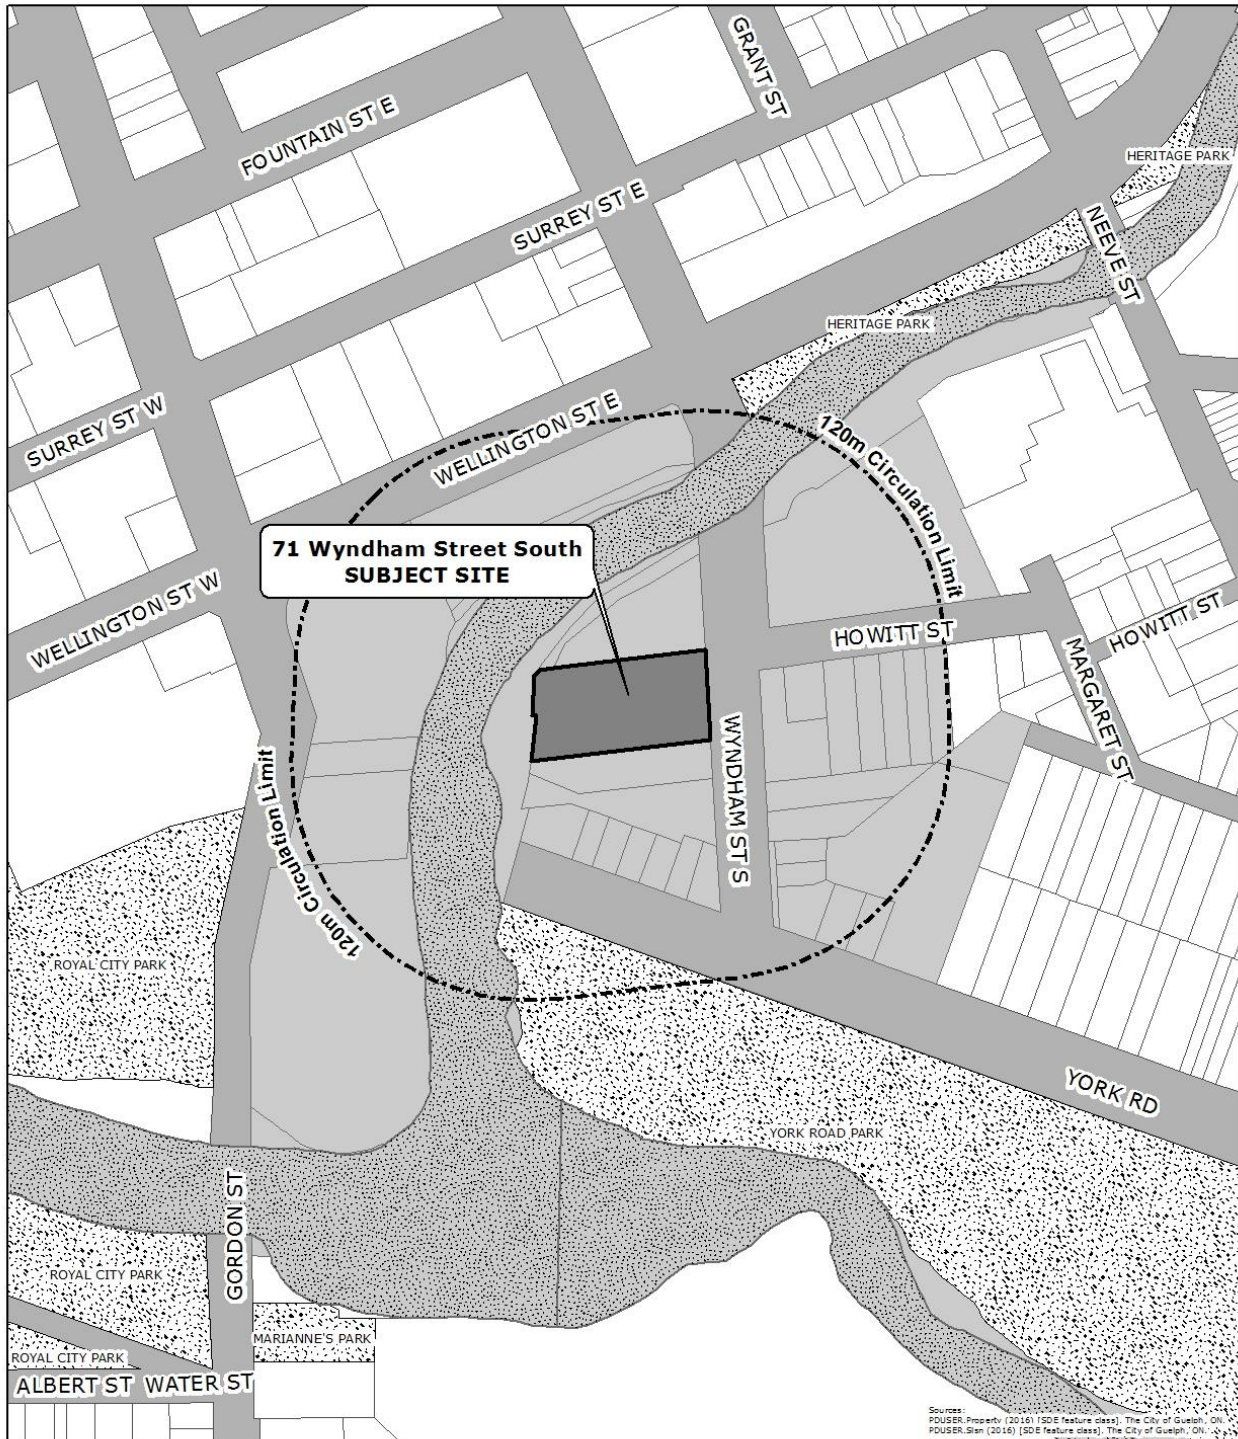 GRANT ST
FOUNTAIN ST E
HERITAGE PARK
SURREY ST E
NEEVE ST
HERITAGE PARK
SURREY ST W
WELLINGTON ST E
120m Circulation Limit
71 Wyndham Street South
SUBJECT SITE
WELLINGTON ST W
HOWITT ST
HOWITT ST
MARGARET ST
WYNDHAM ST S
120m Circulation Limit
ROYAL CITY PARK
YORK RD
YORK ROAD PARK
GORDON ST
ROYAL CITY PARK
MARIANNE'S PARK
ROYAL CITY PARK
ALBERT ST WATER ST
Sources:
PDUSER.Property (2016) [SDE feature class]. The City of Guelph, ON.
PDUSER.Slsn (2016) [SDE feature class]. The City of Guelph, ON.